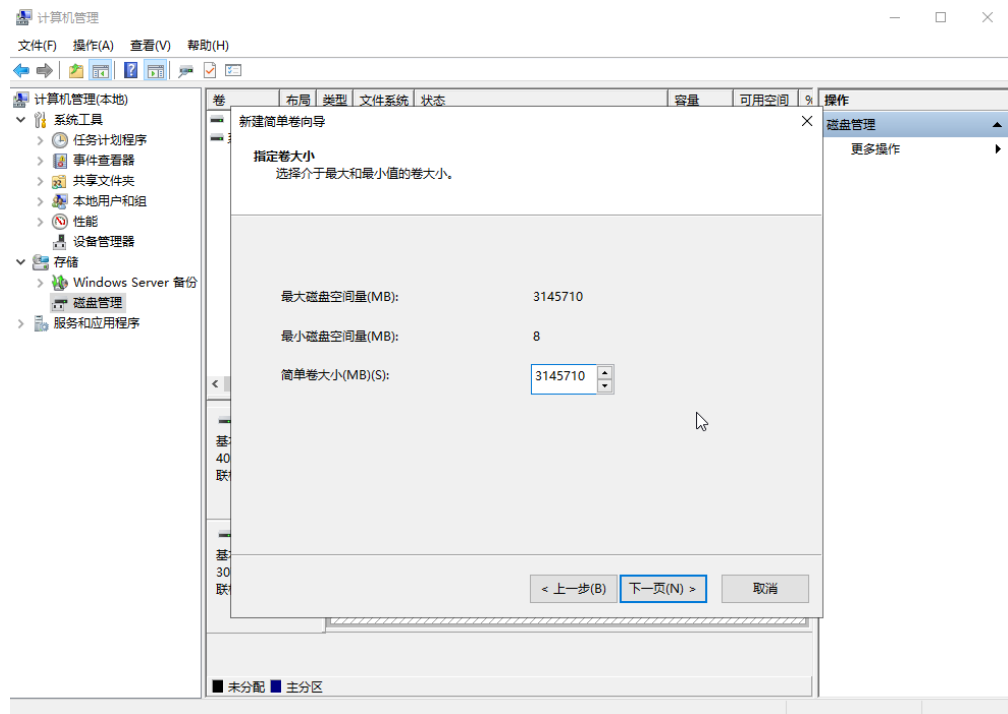 计算机管理
文件(F) 操作(A) 查看(V) 帮助(H)
计算机管理(本地)
系统工具
任务计划程序
事件查看器
共享文件夹
本地用户和组
性能
设备管理器
存储
Windows Server 备份
磁盘管理
服务和应用程序
卷 布局 类型 文件系统 状态 容量 可用空间 %
新建简单卷向导
指定卷大小
选择介于最大和最小值的卷大小。
最大磁盘空间量(MB): 3145710
最小磁盘空间量(MB): 8
简单卷大小(MB)(S): 3145710
< 上一步(B) 下一页(N) > 取消
基
40
联
基
30
联
未分配 主分区
操作
磁盘管理
更多操作